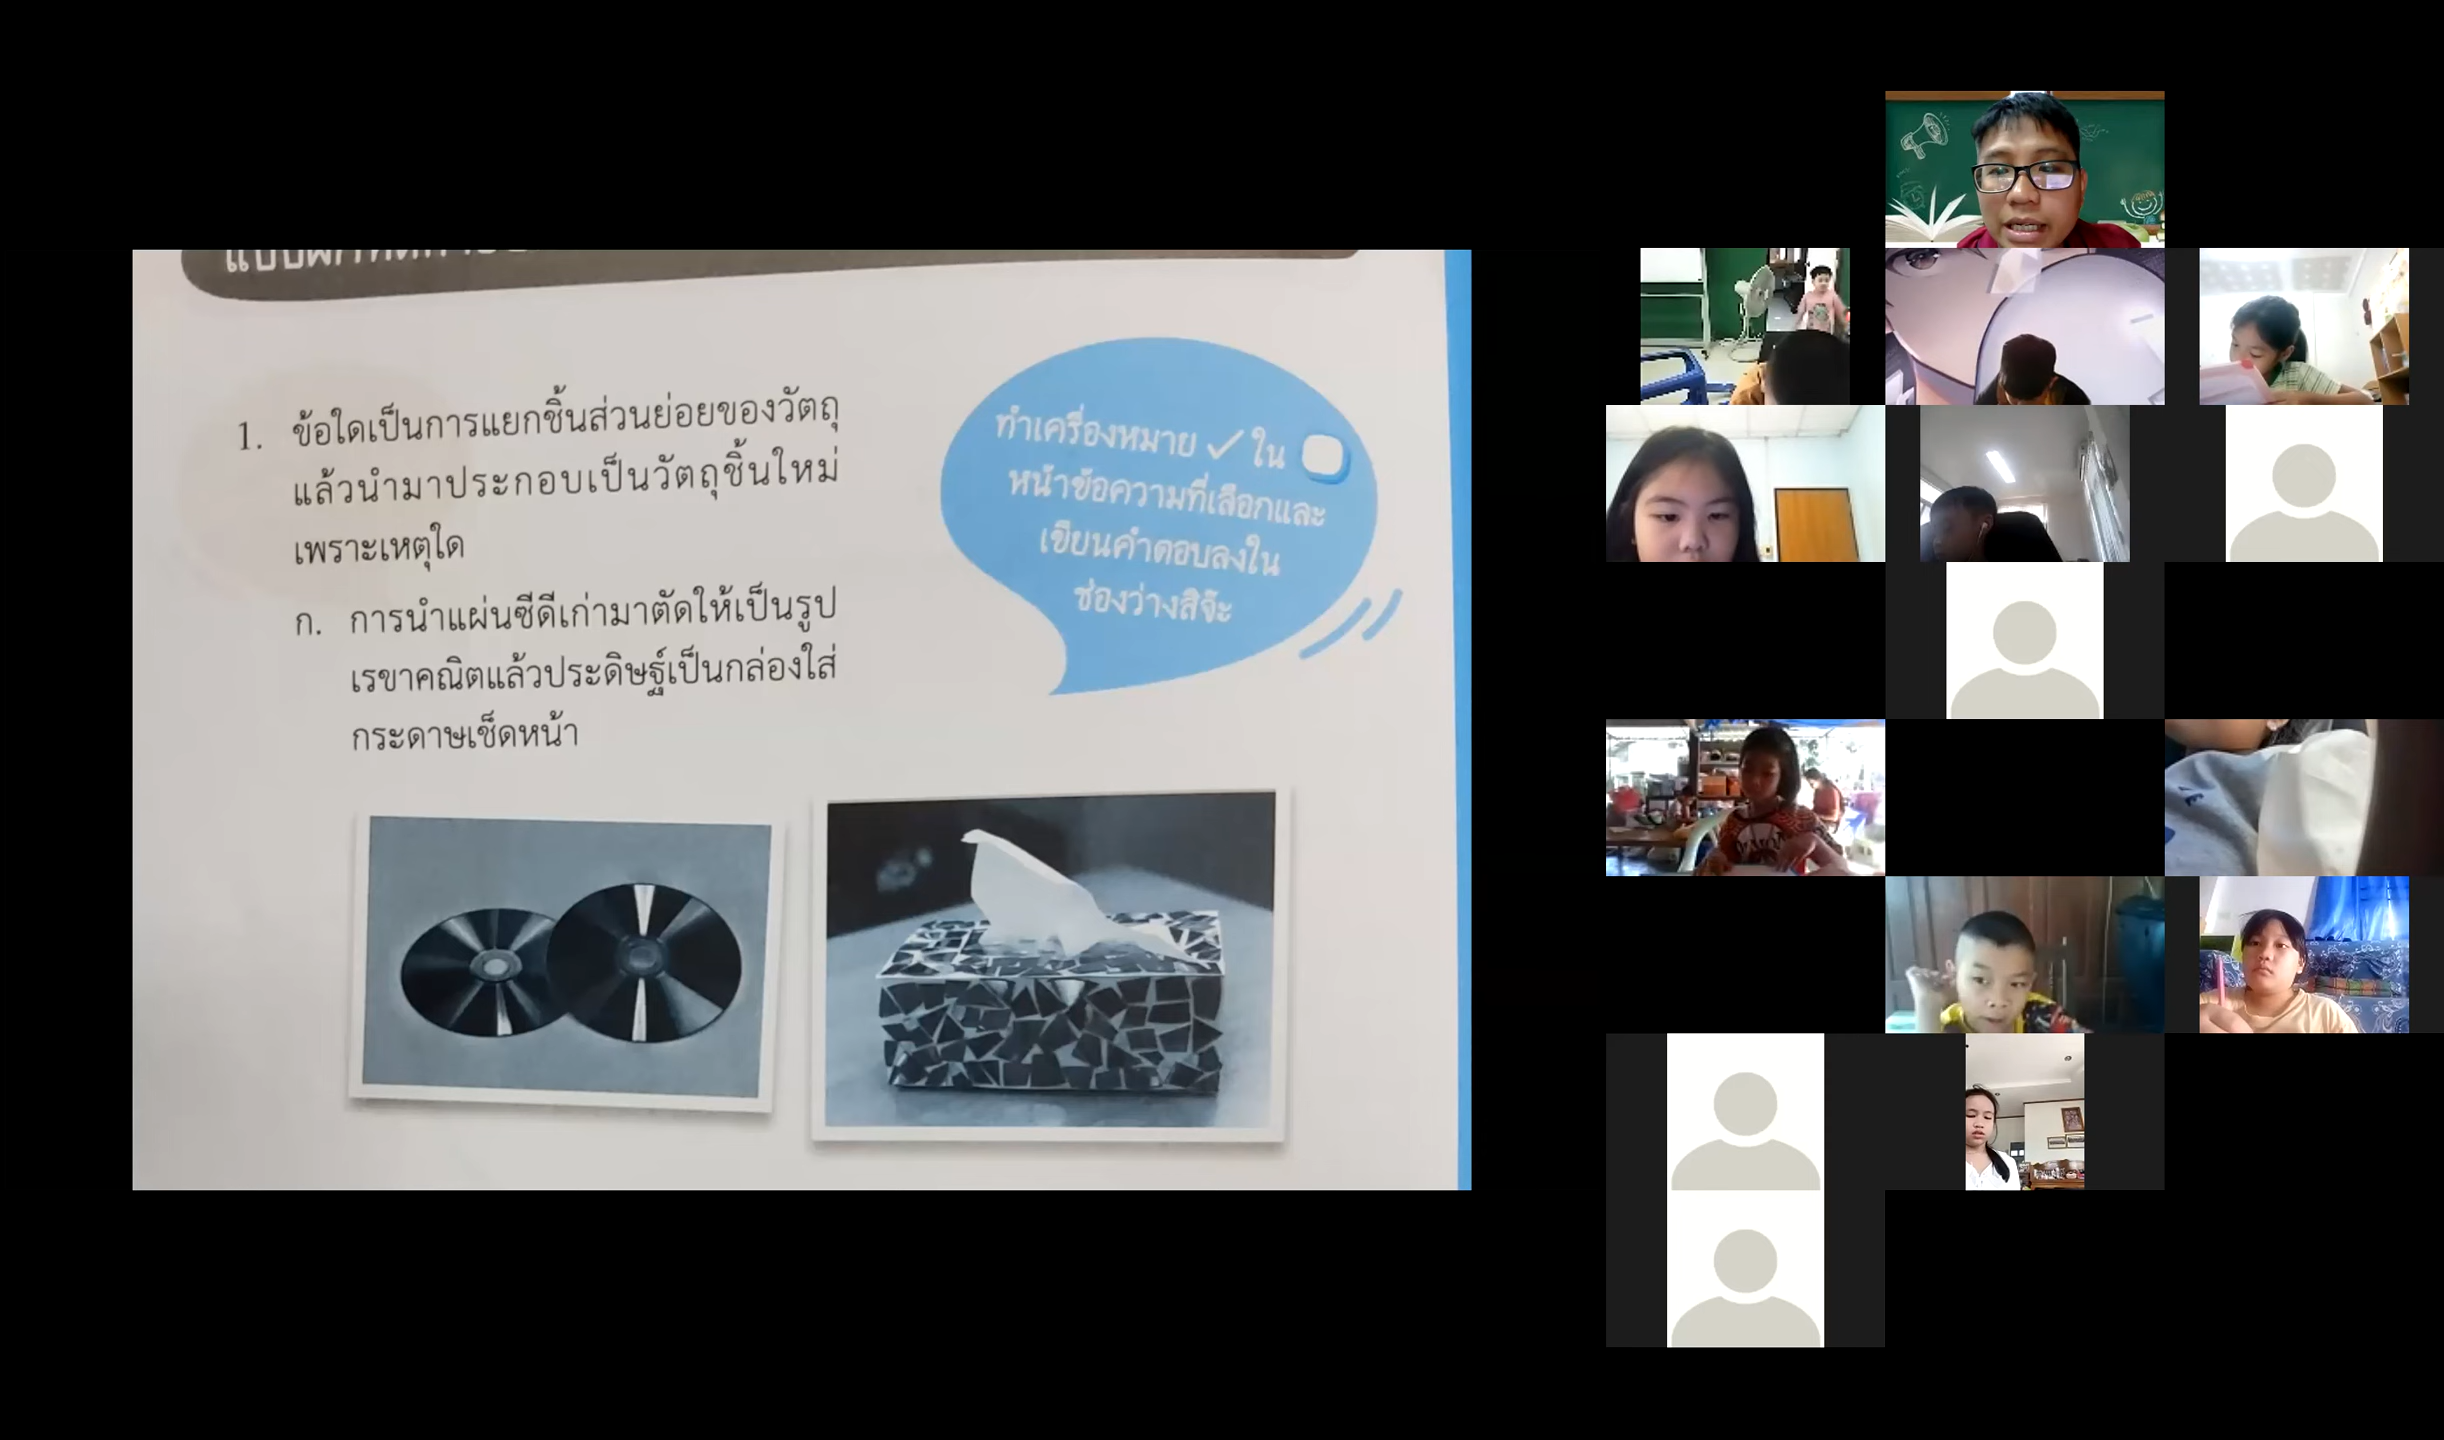 1. ข้อใดเป็นการแยกชิ้นส่วนย่อยของวัตถุ
แล้วนำมาประกอบเป็นวัตถุชิ้นใหม่
เพราะเหตุใด
ก. การนำแผ่นซีดีเก่ามาตัดให้เป็นรูป
เรขาคณิตแล้วประดิษฐ์เป็นกล่องใส่
กระดาษเช็ดหน้า
ทำเครื่องหมาย ✓ ใน
หน้าข้อความที่เลือกและ
เขียนคำตอบลงใน
ช่องว่างสิจ๊ะ